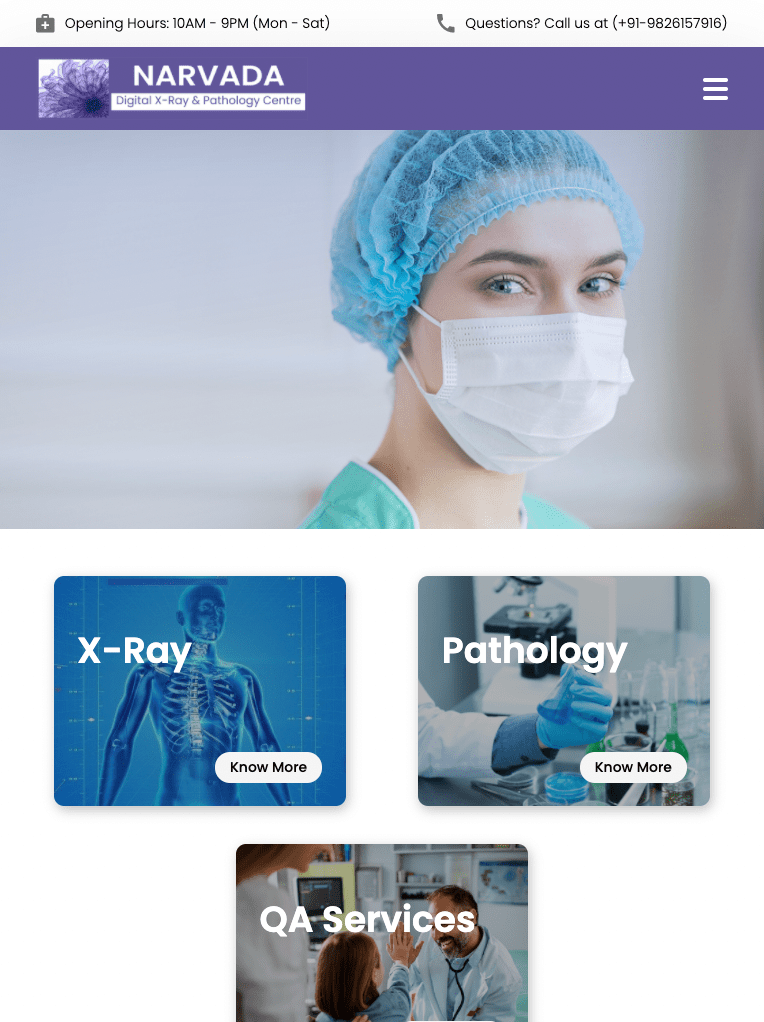 Opening Hours: 10AM - 9PM (Mon - Sat)
Questions? Call us at (+91-9826157916)
NARVADA
Digital X-Ray & Pathology Centre
X-Ray
Know More
Pathology
Know More
QA Services